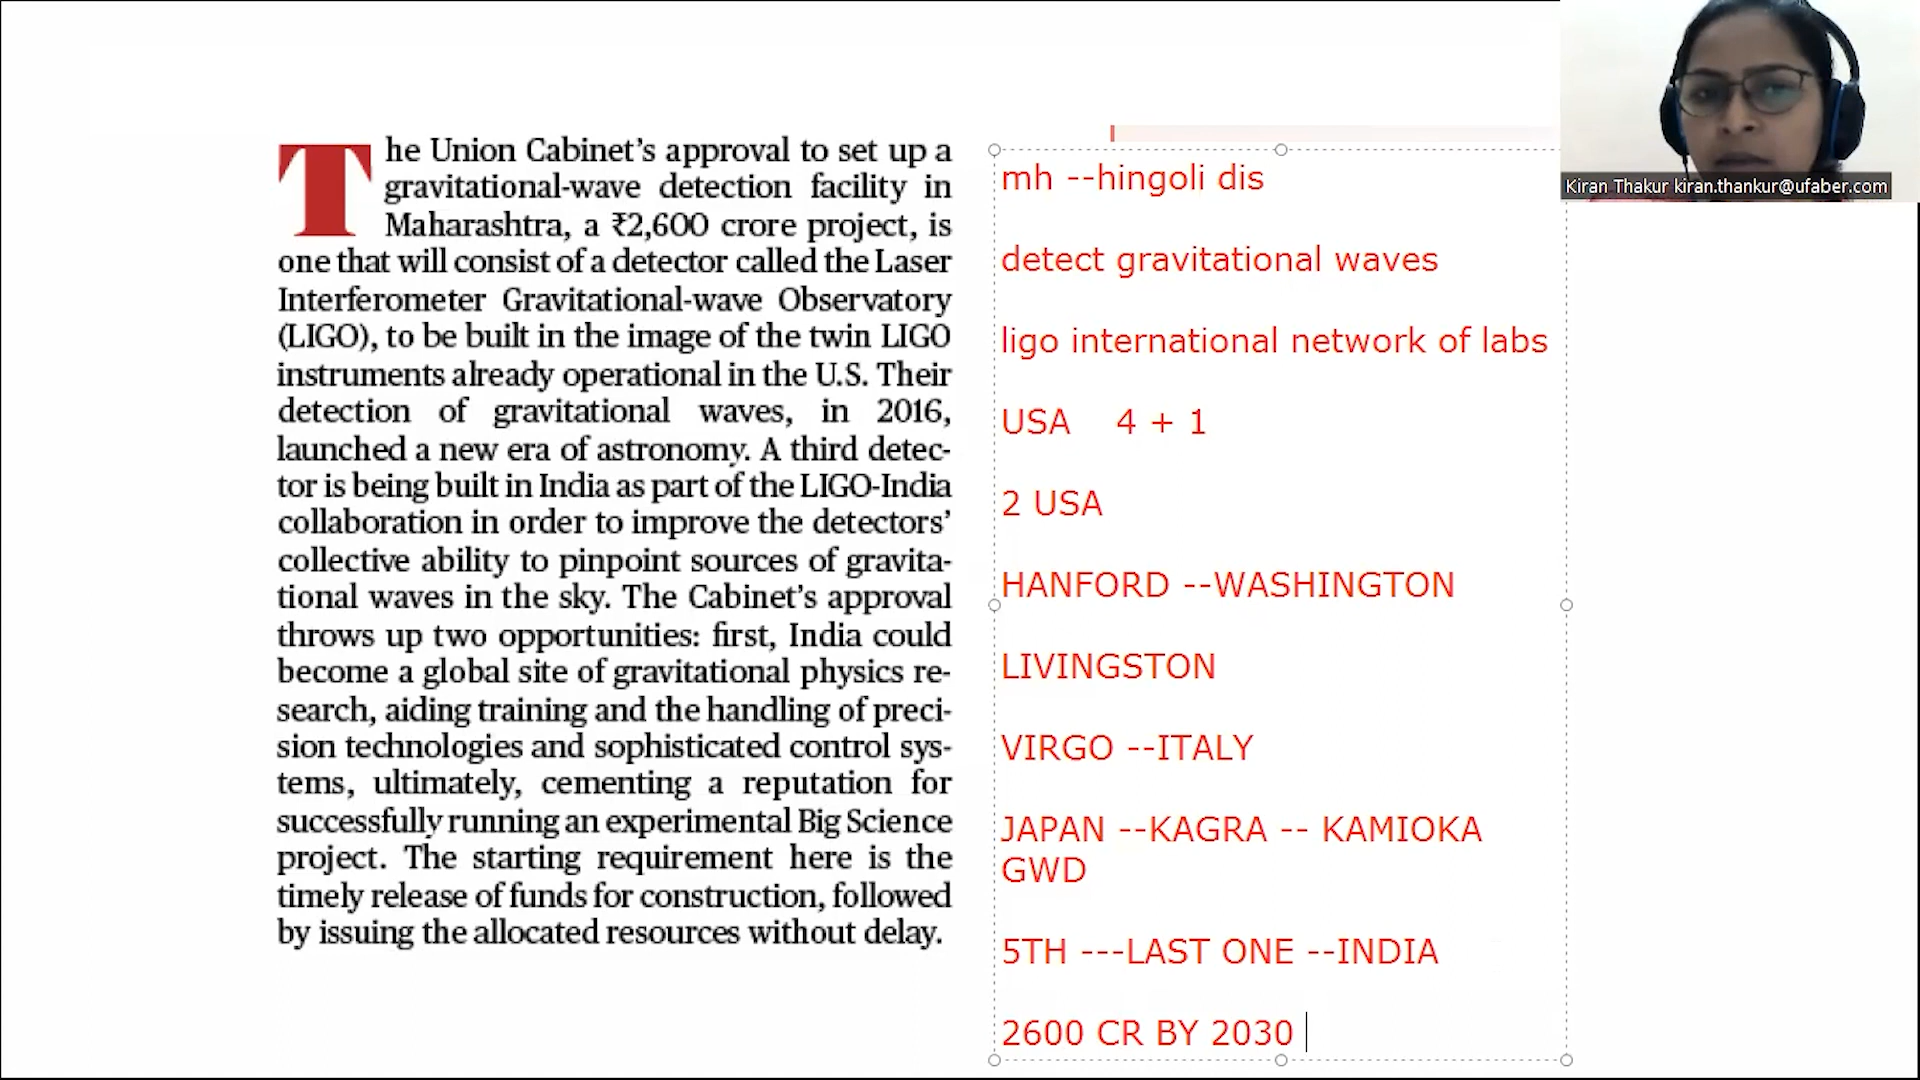 The Union Cabinet's approval to set up a
gravitational-wave detection facility in
Maharashtra, a ₹2,600 crore project, is
one that will consist of a detector called the Laser
Interferometer Gravitational-wave Observatory
(LIGO), to be built in the image of the twin LIGO
instruments already operational in the U.S. Their
detection of gravitational waves, in 2016,
launched a new era of astronomy. A third detec-
tor is being built in India as part of the LIGO-India
collaboration in order to improve the detectors'
collective ability to pinpoint sources of gravita-
tional waves in the sky. The Cabinet's approval
throws up two opportunities: first, India could
become a global site of gravitational physics re-
search, aiding training and the handling of preci-
sion technologies and sophisticated control sys-
tems, ultimately, cementing a reputation for
successfully running an experimental Big Science
project. The starting requirement here is the
timely release of funds for construction, followed
by issuing the allocated resources without delay.
mh --hingoli dis
detect gravitational waves
ligo international network of labs
USA 4 + 1
2 USA
HANFORD --WASHINGTON
LIVINGSTON
VIRGO --ITALY
JAPAN --KAGRA -- KAMIOKA
GWD
5TH ---LAST ONE --INDIA
2600 CR BY 2030
Kiran Thakur kiran.thankur@ufaber.com